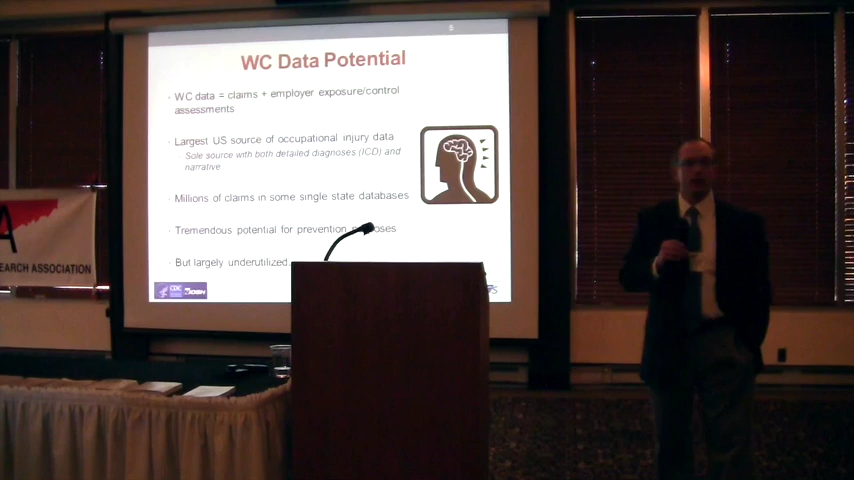 5
WC Data Potential
· WC data = claims + employer exposure/control
assessments
· Largest US source of occupational injury data
· Sole source with both detailed diagnoses (ICD) and
narrative
· Millions of claims in some single state databases
· Tremendous potential for prevention
· But largely underutilized
CDC
NIOSH
A
EARCH ASSOCIATION